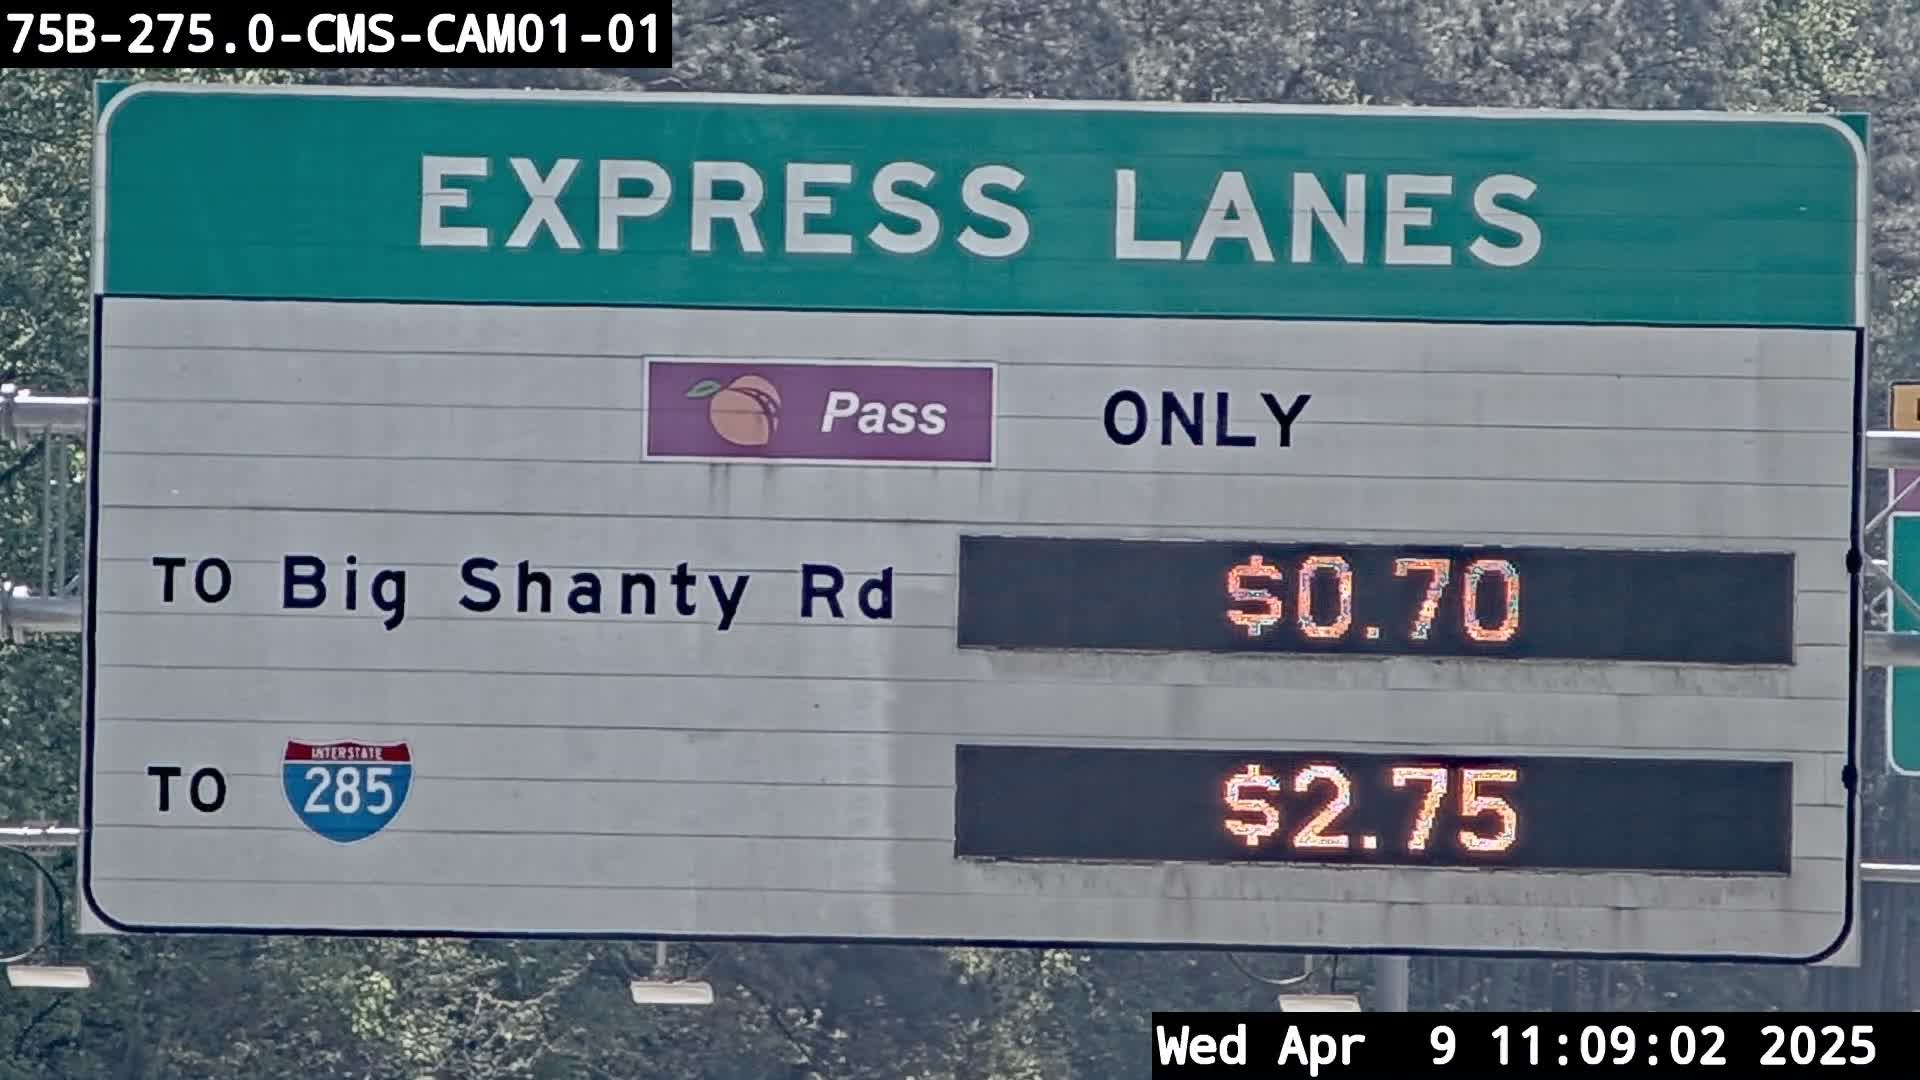 75B-275.0-CMS-CAM01-01
EXPRESS LANES
Pass ONLY
TO Big Shanty Rd $0.70
TO INTERSTATE 285 $2.75
Wed Apr 9 11:09:02 2025